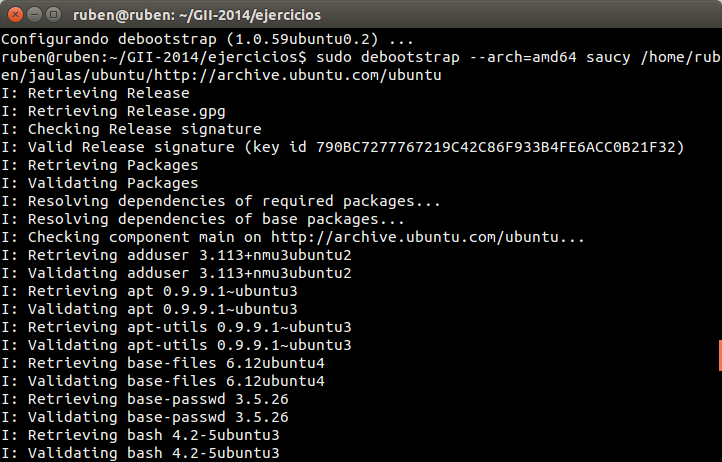 ruben@ruben: ~/GII-2014/ejercicios
Configurando debootstrap (1.0.59ubuntu0.2) ...
ruben@ruben:~/GII-2014/ejercicios$ sudo debootstrap --arch=amd64 saucy /home/rub
en/jaulas/ubuntu/http://archive.ubuntu.com/ubuntu
I: Retrieving Release
I: Retrieving Release.gpg
I: Checking Release signature
I: Valid Release signature (key id 790BC7277767219C42C86F933B4FE6ACC0B21F32)
I: Retrieving Packages
I: Validating Packages
I: Resolving dependencies of required packages...
I: Resolving dependencies of base packages...
I: Checking component main on http://archive.ubuntu.com/ubuntu...
I: Retrieving adduser 3.113+nmu3ubuntu2
I: Validating adduser 3.113+nmu3ubuntu2
I: Retrieving apt 0.9.9.1~ubuntu3
I: Validating apt 0.9.9.1~ubuntu3
I: Retrieving apt-utils 0.9.9.1~ubuntu3
I: Validating apt-utils 0.9.9.1~ubuntu3
I: Retrieving base-files 6.12ubuntu4
I: Validating base-files 6.12ubuntu4
I: Retrieving base-passwd 3.5.26
I: Validating base-passwd 3.5.26
I: Retrieving bash 4.2-5ubuntu3
I: Validating bash 4.2-5ubuntu3